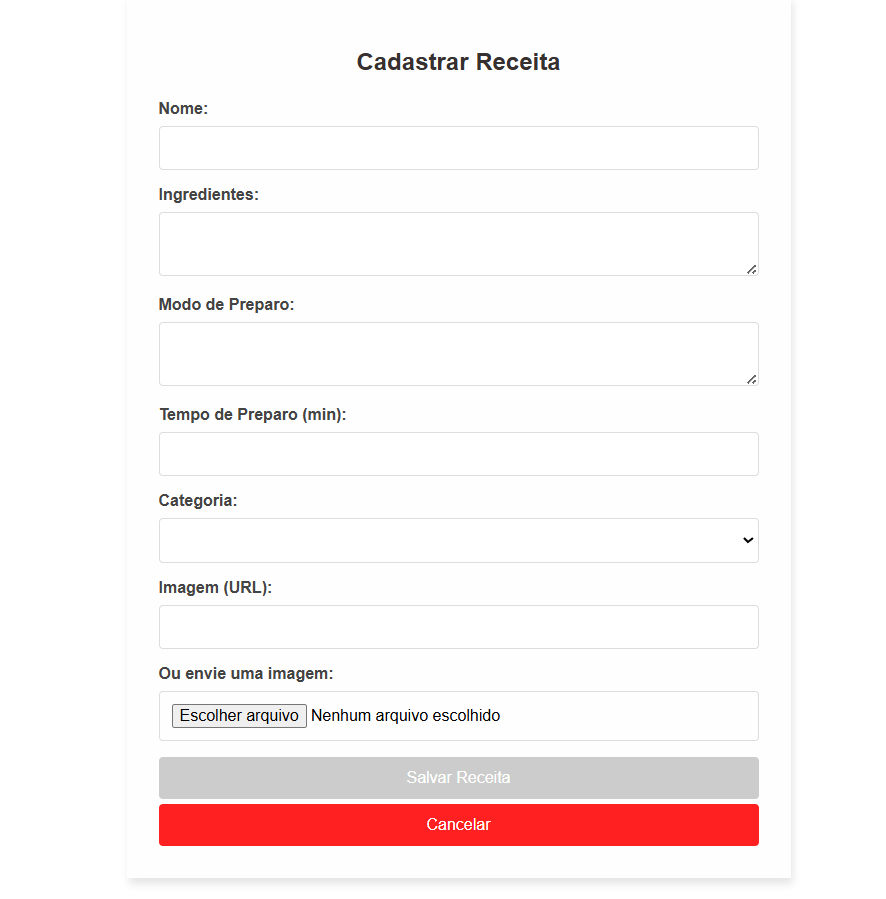 Cadastrar Receita
Nome:
Ingredientes:
Modo de Preparo:
Tempo de Preparo (min):
Categoria:
Imagem (URL):
Ou envie uma imagem:
Escolher arquivo Nenhum arquivo escolhido
Salvar Receita
Cancelar